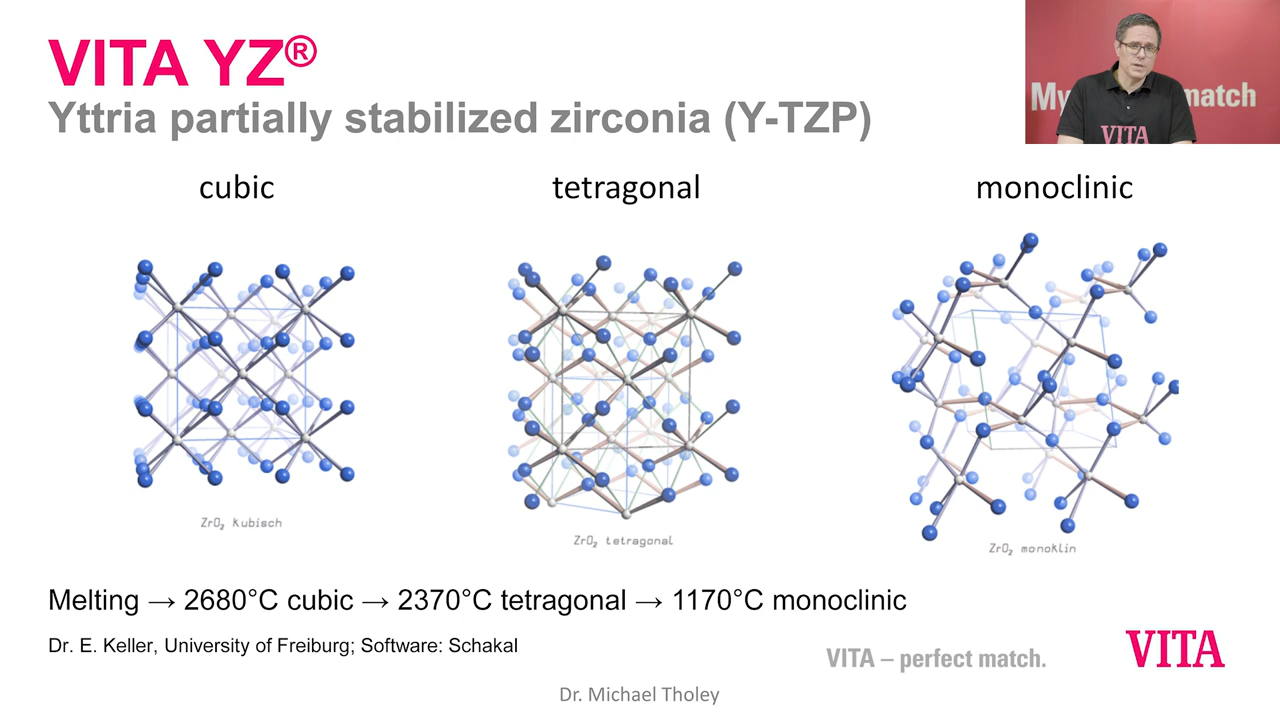 VITA YZ®
Yttria partially stabilized zirconia (Y-TZP)
My match
VITA
cubic
tetragonal
monoclinic
ZrO₂ kubisch
ZrO₂ tetragonal
ZrO₂ monoklin
Melting → 2680°C cubic → 2370°C tetragonal → 1170°C monoclinic
Dr. E. Keller, University of Freiburg; Software: Schakal
VITA – perfect match.
VITA
Dr. Michael Tholey